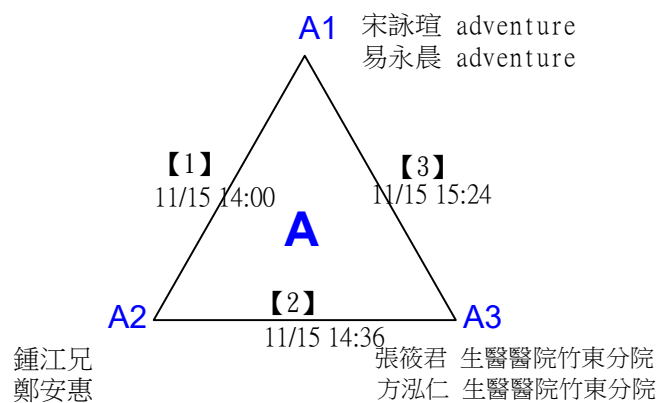 A1
宋詠瑄 adventure
易永晨 adventure
【1】
11/15 14:00
【3】
11/15 15:24
A
A2
【2】
11/15 14:36
A3
鍾江兄
鄭安惠
張筱君 生醫醫院竹東分院
方泓仁 生醫醫院竹東分院